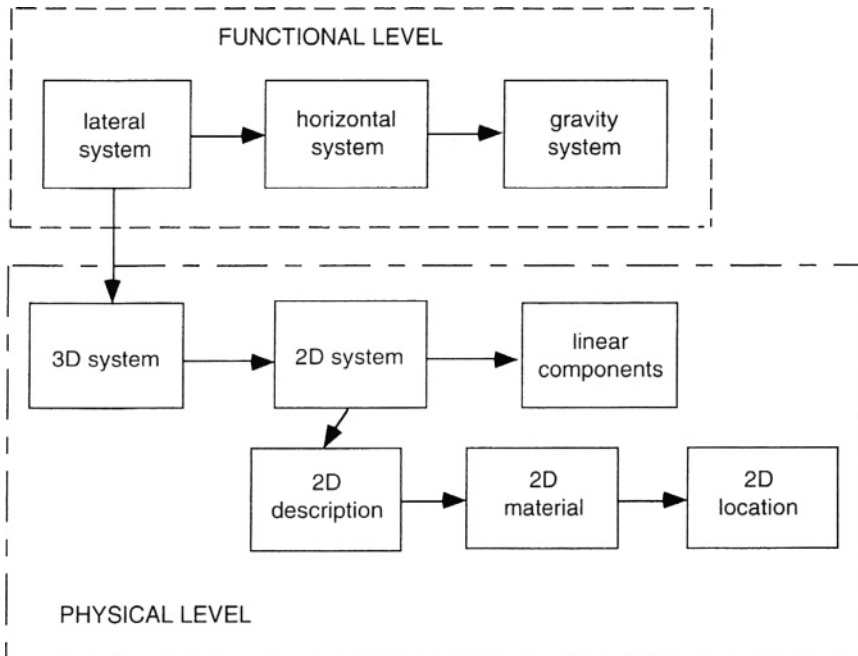 FUNCTIONAL LEVEL
lateral
system
horizontal
system
gravity
system
3D system
2D system
linear
components
2D
description
2D
material
2D
location
PHYSICAL LEVEL